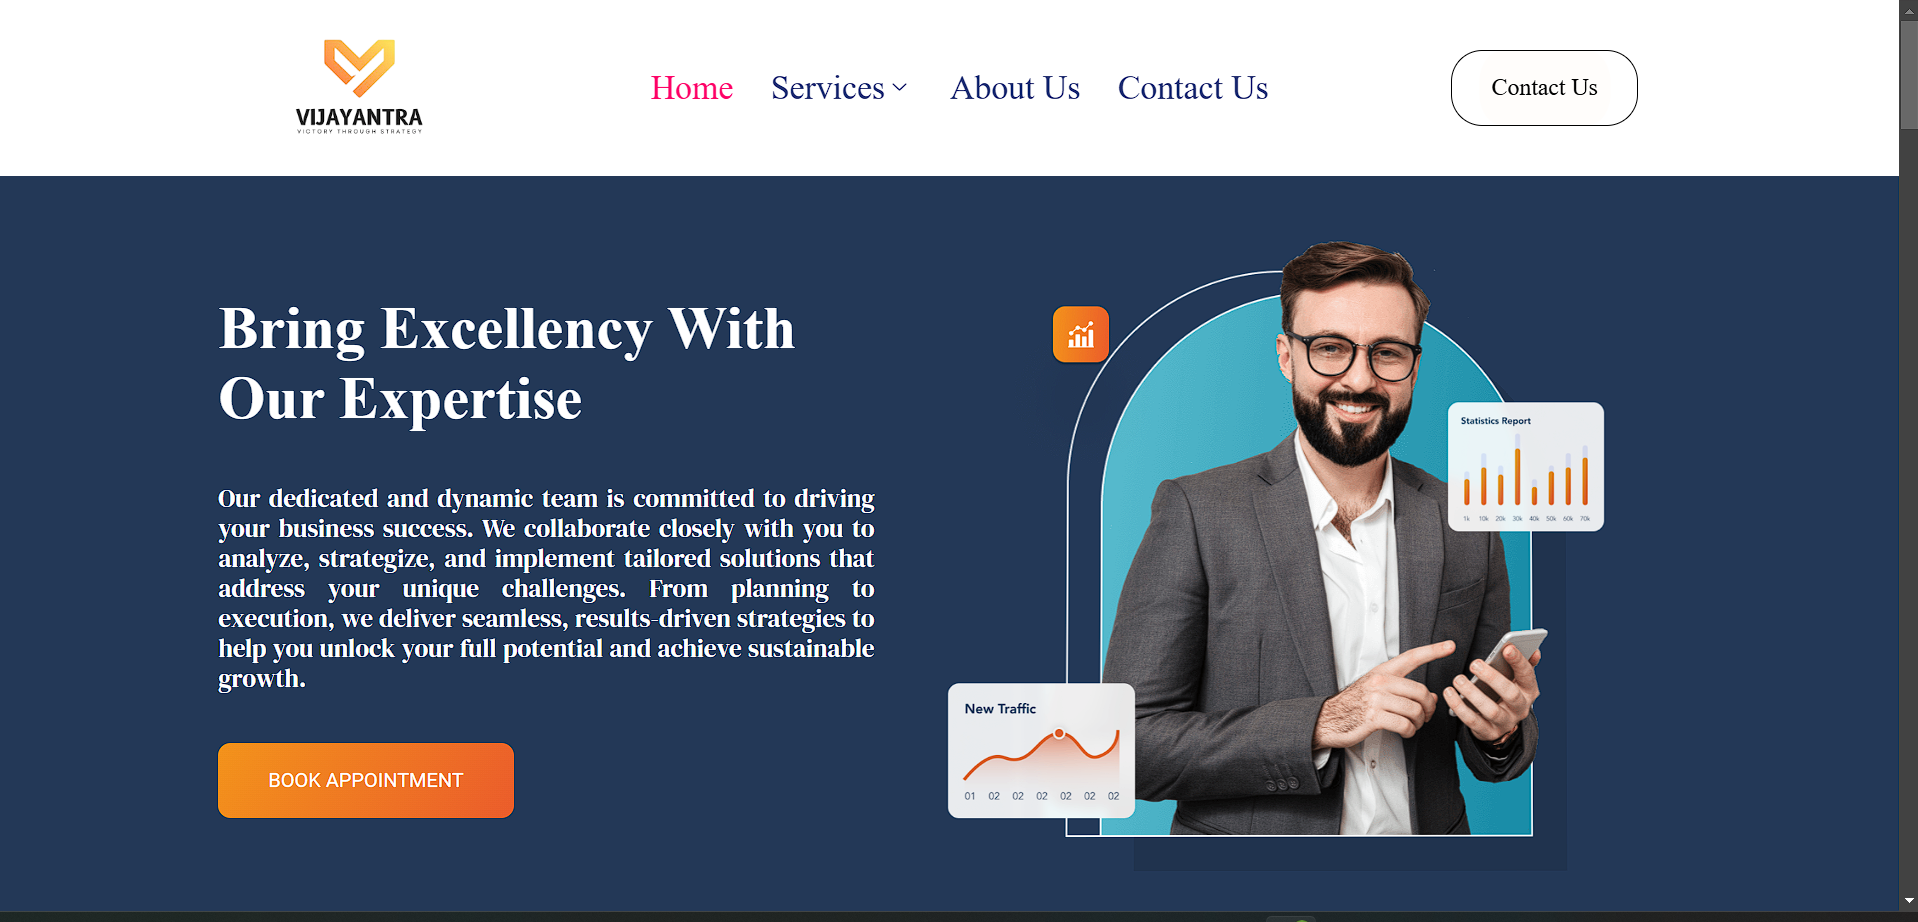 VIJAYANTRA
VICTORY THROUGH STRATEGY
Home Services About Us Contact Us
Contact Us
Bring Excellency With
Our Expertise
Our dedicated and dynamic team is committed to driving
your business success. We collaborate closely with you to
analyze, strategize, and implement tailored solutions that
address your unique challenges. From planning to
execution, we deliver seamless, results-driven strategies to
help you unlock your full potential and achieve sustainable
growth.
BOOK APPOINTMENT
Statistics Report
1k 10k 20k 30k 40k 50k 60k 70k
New Traffic
01 02 02 02 02 02 02